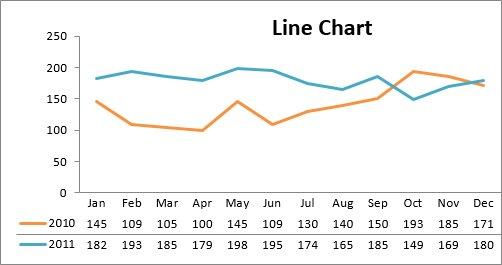 Line Chart
250
200
150
100
50
0
Jan Feb Mar Apr May Jun Jul Aug Sep Oct Nov Dec
2010 145 109 105 100 145 109 130 140 150 193 185 171
2011 182 193 185 179 198 195 174 165 185 149 169 180